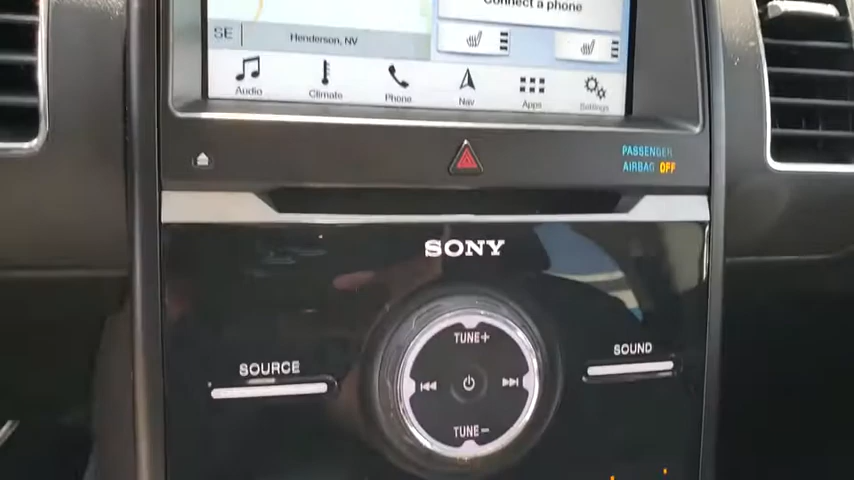 Connect a phone
SE
Henderson, NV
Audio
Climate
Phone
Nav
Apps
Settings
PASSENGER
AIRBAG OFF
SONY
TUNE+
SOURCE
SOUND
TUNE−